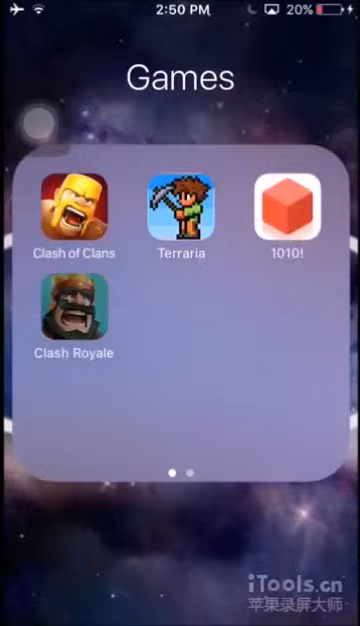 2:50 PM
20%
Games
Clash of Clans
Terraria
1010!
Clash Royale
iTools.cn
苹果录屏大师